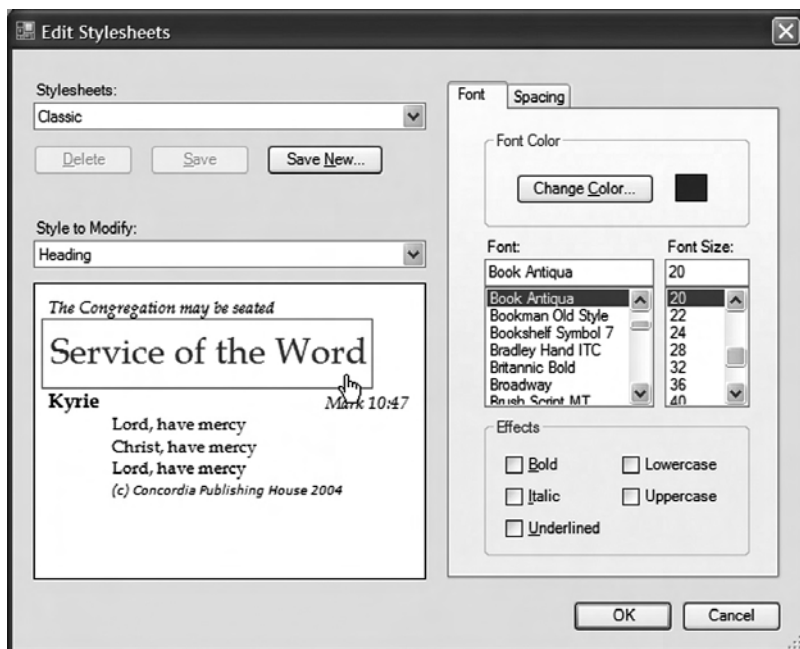 Edit Stylesheets
Stylesheets:
Classic
Delete
Save
Save New...
Style to Modify:
Heading
The Congregation may be seated
Service of the Word
Kyrie
Mark 10:47
Lord, have mercy
Christ, have mercy
Lord, have mercy
(c) Concordia Publishing House 2004
Font
Spacing
Font Color
Change Color...
Font:
Font Size:
Book Antiqua
20
Book Antiqua
20
Bookman Old Style
22
Bookshelf Symbol 7
24
Bradley Hand ITC
28
Britannic Bold
32
Broadway
36
Brush Script MT
40
Effects
Bold
Lowercase
Italic
Uppercase
Underlined
OK
Cancel